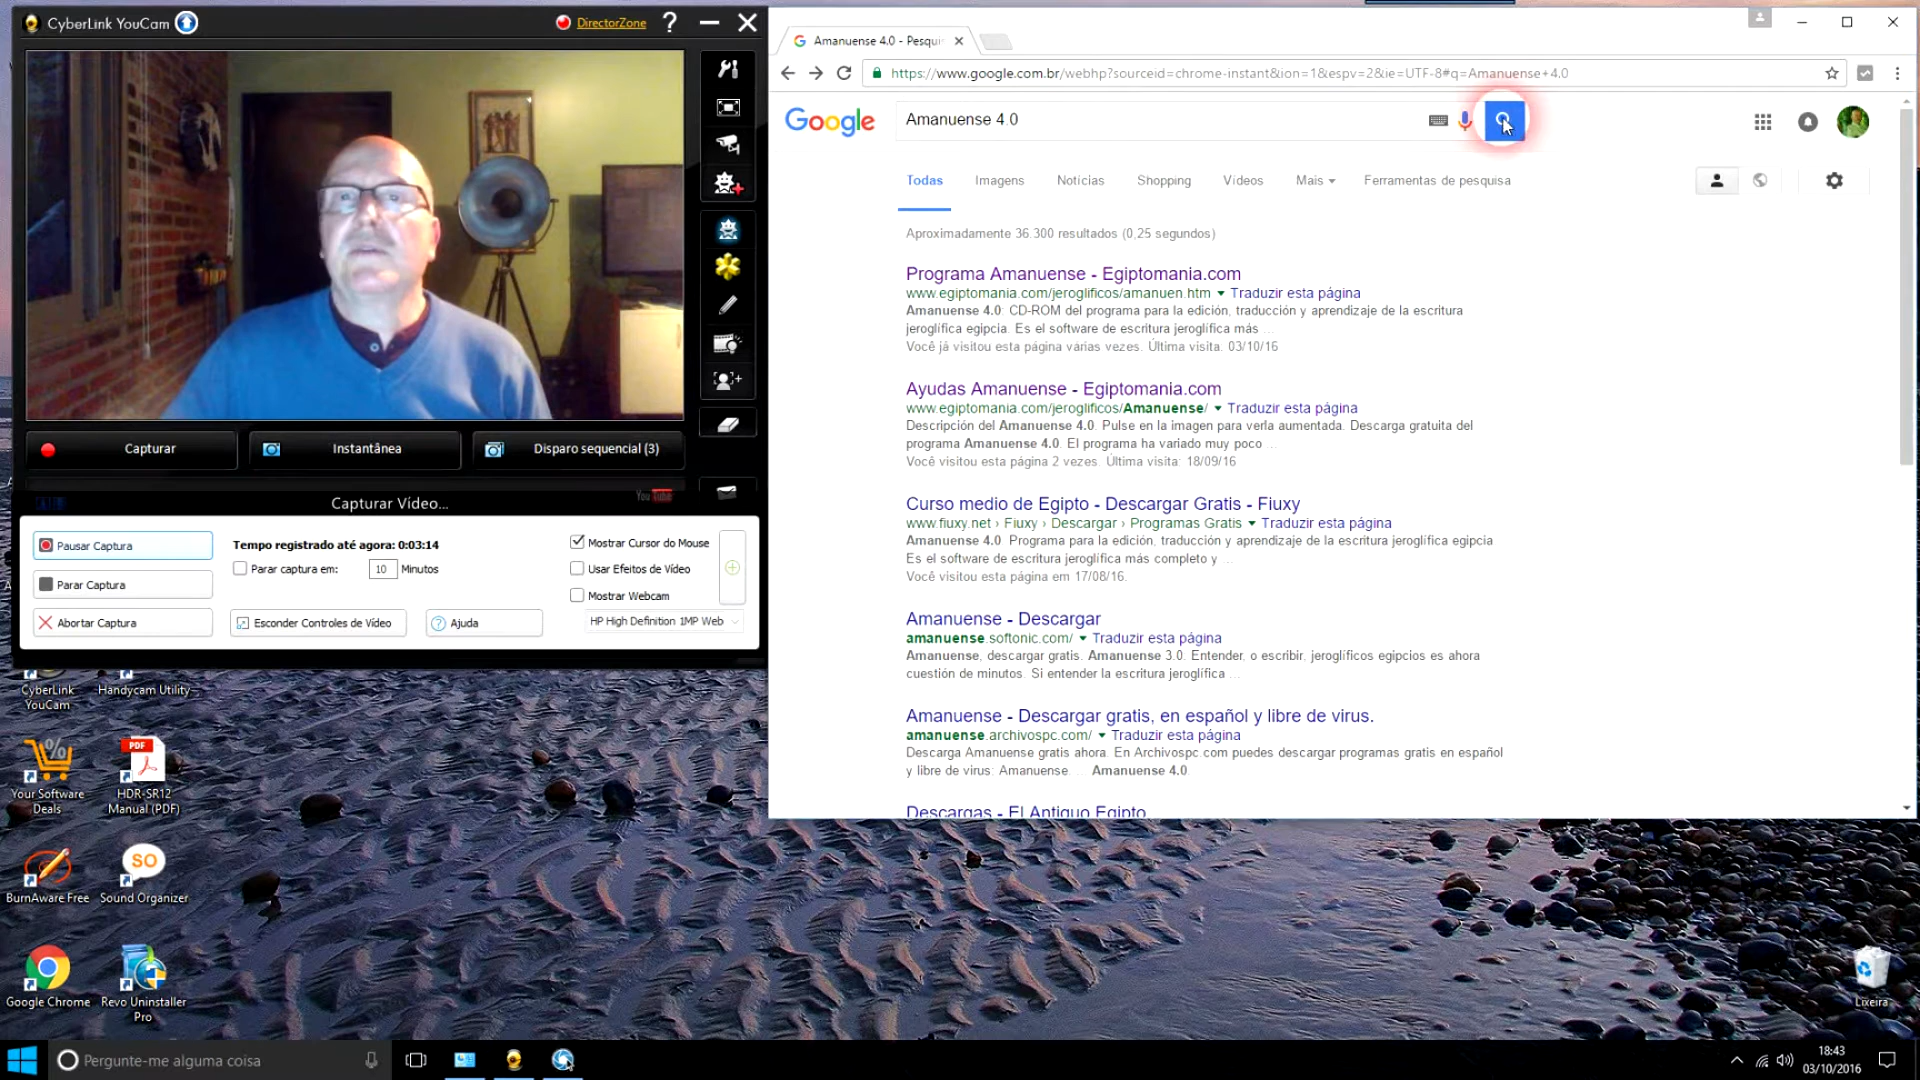 CyberLink YouCam
DirectorZone
?
Capturar
Instantânea
Disparo sequencial (3)
You Tube
Capturar Vídeo...
Pausar Captura
Parar Captura
Abortar Captura
Tempo registrado até agora: 0:03:14
Parar captura em: 10 Minutos
Esconder Controles de Vídeo
Ajuda
Mostrar Cursor do Mouse
Usar Efeitos de Vídeo
Mostrar Webcam
HP High Definition 1MP Web
Amanuense 4.0 - Pesqui
https://www.google.com.br/webhp?sourceid=chrome-instant&ion=1&espv=2&ie=UTF-8#q=Amanuense+4.0
Google
Amanuense 4 0
Todas Imagens Notícias Shopping Vídeos Mais Ferramentas de pesquisa
Aproximadamente 36.300 resultados (0,25 segundos)
Programa Amanuense - Egiptomania.com
www.egiptomania.com/jeroglificos/amanuen.htm Traduzir esta página
Amanuense 4.0: CD-ROM del programa para la edición, traducción y aprendizaje de la escritura
jeroglífica egipcia. Es el software de escritura jeroglífica más ...
Você já visitou esta página várias vezes. Última visita. 03/10/16
Ayudas Amanuense - Egiptomania.com
www.egiptomania.com/jeroglificos/Amanuense/ Traduzir esta página
Descripción del Amanuense 4.0. Pulse en la imagen para verla aumentada. Descarga gratuita del
programa Amanuense 4.0. El programa ha variado muy poco ...
Você visitou esta página 2 vezes. Última visita: 18/09/16
Curso medio de Egipto - Descargar Gratis - Fiuxy
www.fiuxy.net › Fiuxy › Descargar › Programas Gratis Traduzir esta página
Amanuense 4.0 Programa para la edición, traducción y aprendizaje de la escritura jeroglífica egipcia
Es el software de escritura jeroglífica más completo y ...
Você visitou esta página em 17/08/16.
Amanuense - Descargar
amanuense.softonic.com/ Traduzir esta página
Amanuense, descargar gratis. Amanuense 3.0. Entender, o escribir, jeroglíficos egipcios es ahora
cuestión de minutos. Si entender la escritura jeroglífica ...
Amanuense - Descargar gratis, en español y libre de virus.
amanuense.archivospc.com/ Traduzir esta página
Descarga Amanuense gratis ahora. En Archivospc.com puedes descargar programas gratis en español
y libre de virus: Amanuense. ... Amanuense 4.0.
Descargas - El Antiguo Egipto
CyberLink
YouCam
Handycam Utility
Your Software
Deals
PDF
HDR-SR12
Manual (PDF)
BurnAware Free
SO
Sound Organizer
Google Chrome
Revo Uninstaller
Pro
Lixeira
Pergunte-me alguma coisa
18:43
03/10/2016